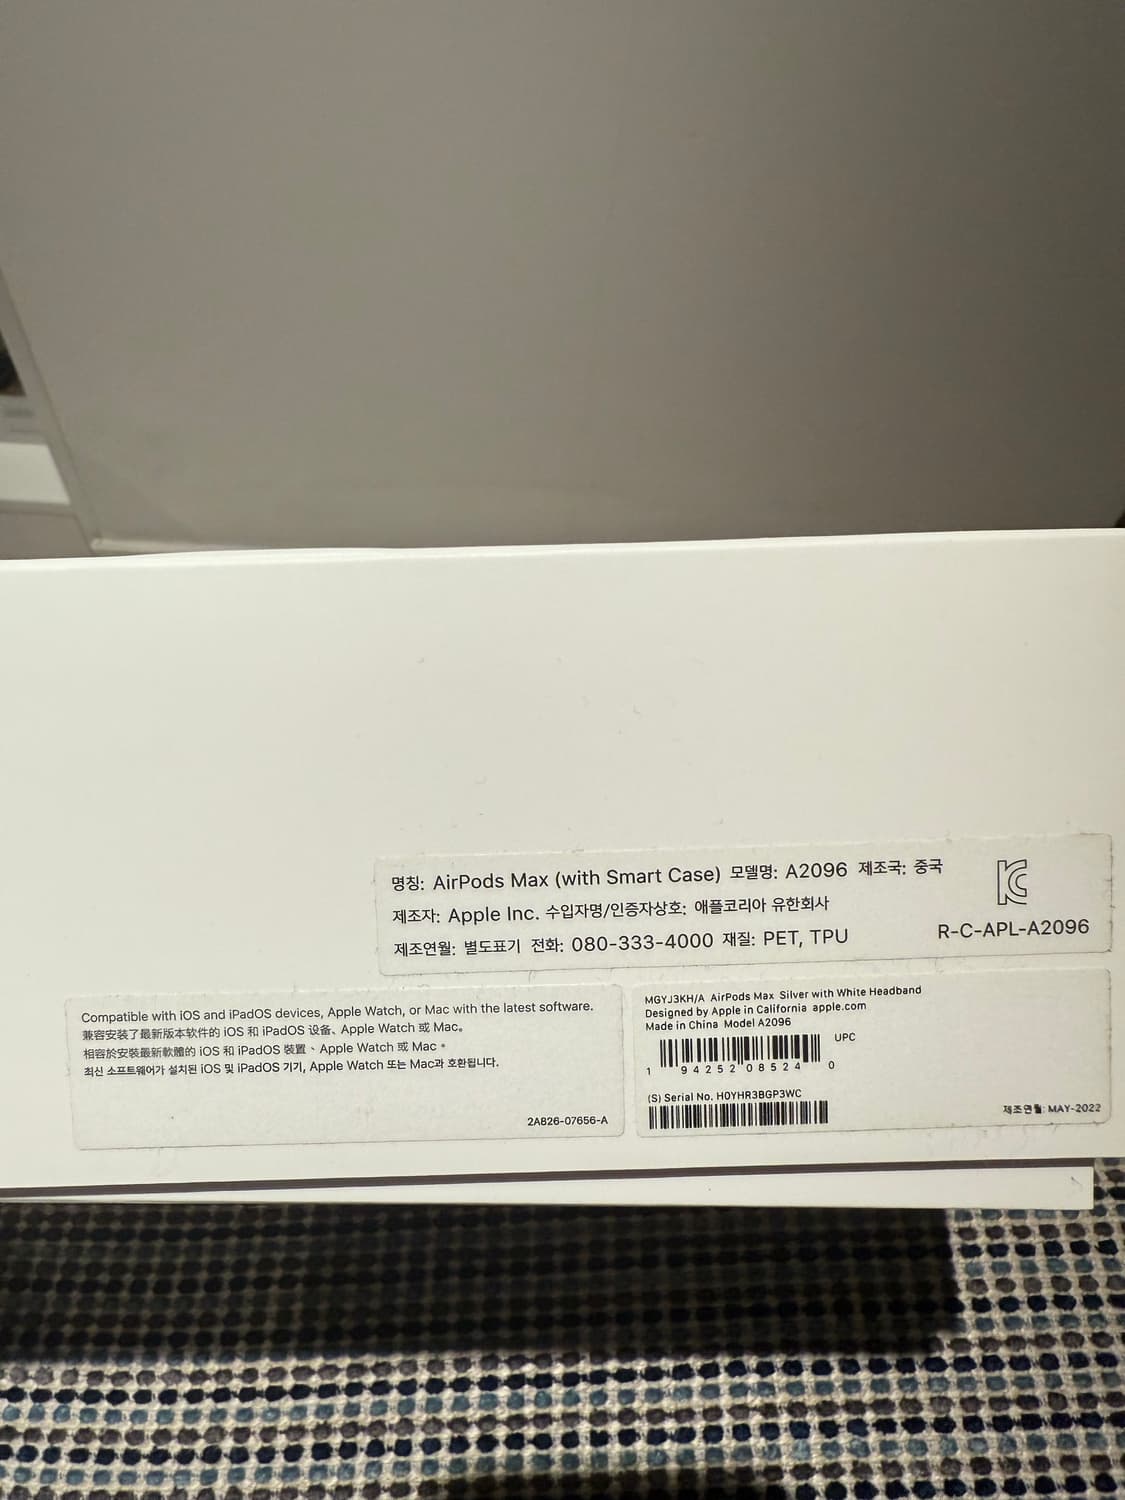 명칭: AirPods Max (with Smart Case) 모델명: A2096 제조국: 중국
제조자: Apple Inc. 수입자명/인증자상호: 애플코리아 유한회사
제조연월: 별도표기 전화: 080-333-4000 재질: PET, TPU
R-C-APL-A2096
Compatible with iOS and iPadOS devices, Apple Watch, or Mac with the latest software.
兼容安装了最新版本软件的 iOS 和 iPadOS 设备、Apple Watch 或 Mac。
相容於安裝最新軟體的 iOS 和 iPadOS 裝置、Apple Watch 或 Mac。
최신 소프트웨어가 설치된 iOS 및 iPadOS 기기, Apple Watch 또는 Mac과 호환됩니다.
2A826-07656-A
MGYJ3KH/A AirPods Max Silver with White Headband
Designed by Apple in California apple.com
Made in China Model A2096
UPC
1 94252 08524 0
(S) Serial No. H0YHR3BGP3WC
제조연월: MAY-2022